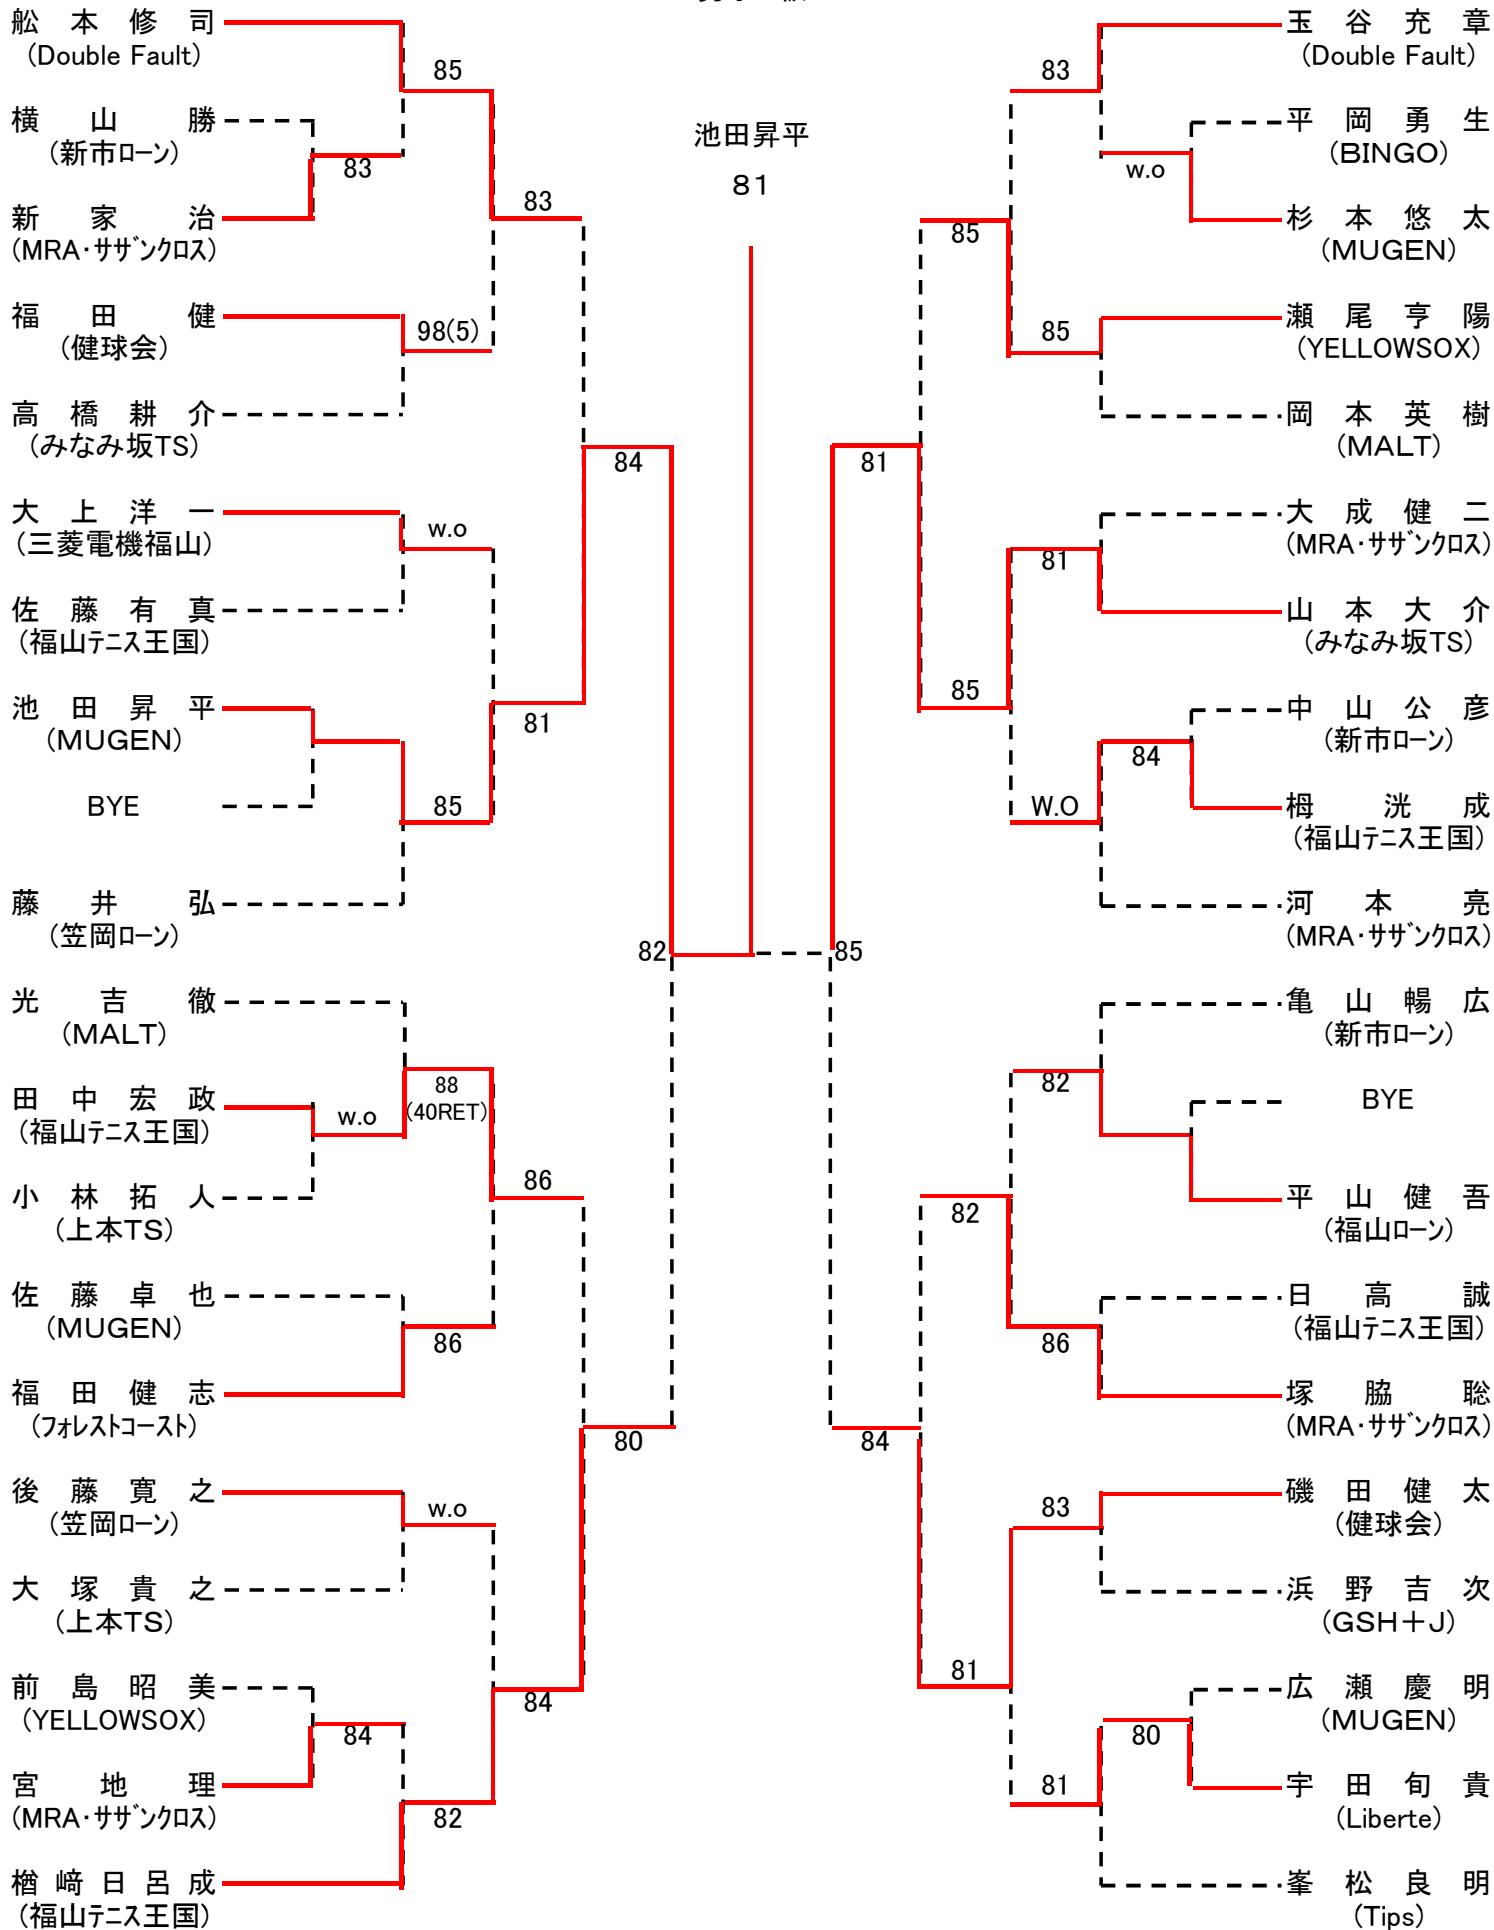 舩本修司
(Double Fault)
横山勝
(新市ローン)
新家治
(MRA・サザンクロス)
福田健
(健球会)
高橋耕介
(みなみ坂TS)
大上洋一
(三菱電機福山)
佐藤有真
(福山テニス王国)
池田昇平
(MUGEN)
BYE
藤井弘
(笠岡ローン)
光吉徹
(MALT)
田中宏政
(福山テニス王国)
小林拓人
(上本TS)
佐藤卓也
(MUGEN)
福田健志
(フォレストコースト)
後藤寛之
(笠岡ローン)
大塚貴之
(上本TS)
前島昭美
(YELLOWSOX)
宮地理
(MRA・サザンクロス)
楢﨑日呂成
(福山テニス王国)
83
w.o
84
85
98(5)
w.o
85
88
(40RET)
86
w.o
82
83
81
86
84
84
80
82
池田昇平
81
85
81
84
85
85
82
81
83
85
81
W.O
82
86
83
81
w.o
84
80
玉谷充章
(Double Fault)
平岡勇生
(BINGO)
杉本悠太
(MUGEN)
瀬尾亨陽
(YELLOWSOX)
岡本英樹
(MALT)
大成健二
(MRA・サザンクロス)
山本大介
(みなみ坂TS)
中山公彦
(新市ローン)
栂洸成
(福山テニス王国)
河本亮
(MRA・サザンクロス)
亀山暢広
(新市ローン)
BYE
平山健吾
(福山ローン)
日高誠
(福山テニス王国)
塚脇聡
(MRA・サザンクロス)
磯田健太
(健球会)
浜野吉次
(GSH＋J)
広瀬慶明
(MUGEN)
宇田旬貴
(Liberte)
峯松良明
(Tips)